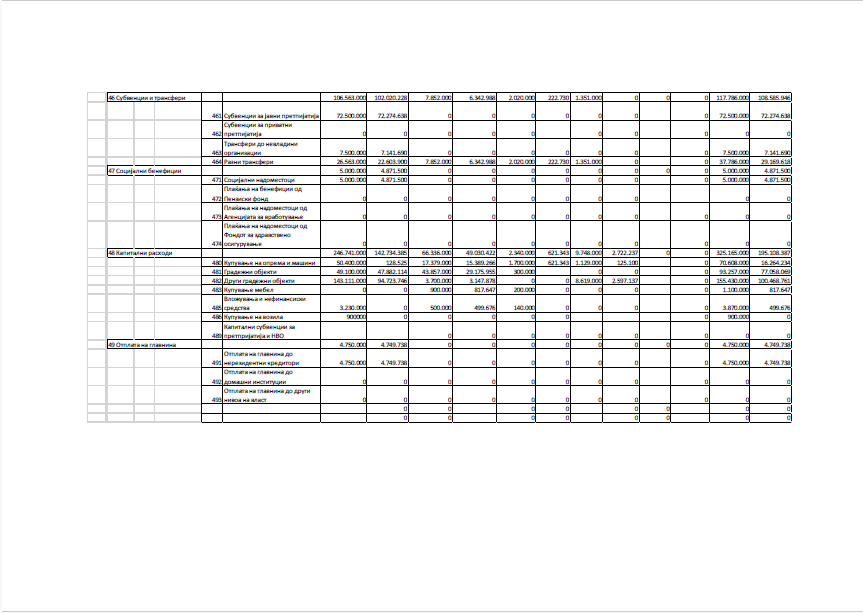 46 Субвенции и трансфери 106.563.000 102.020.228 7.852.000 6.342.988 2.020.000 222.730 1.351.000 0 0 0 117.786.000 108.585.946
461 Субвенции за јавни претпијатија 72.500.000 72.274.638 0 0 0 0 0 0 0 72.500.000 72.274.638
Субвенции за приватни
462 претпијатија 0 0 0 0 0 0 0 0 0 0 0
Трансфери до невладини
463 организации 7.500.000 7.141.690 0 0 0 0 0 0 0 7.500.000 7.141.690
464 Разни трансфери 26.563.000 22.603.900 7.852.000 6.342.988 2.020.000 222.730 1.351.000 0 0 37.786.000 29.169.618
47 Социјални бенефиции 5.000.000 4.871.500 0 0 0 0 0 0 0 0 5.000.000 4.871.500
471 Социјални надоместоци 5.000.000 4.871.500 0 0 0 0 0 0 0 5.000.000 4.871.500
Плаќања на бенефиции од
472 Пензиски фонд 0 0 0 0 0 0 0 0 0 0 0
Плаќања на надоместоци од
473 Агенцијата за вработување 0 0 0 0 0 0 0 0 0 0 0
Плаќања на надоместоци од
Фондот за здравствено
474 осигурување 0 0 0 0 0 0 0 0 0 0
48 Капитални расходи 246.741.000 142.734.385 66.336.000 49.030.422 2.340.000 621.343 9.748.000 2.722.237 0 0 325.165.000 195.108.387
480 Купување на опрема и машини 50.400.000 128.525 17.379.000 15.389.266 1.700.000 621.343 1.129.000 125.100 0 70.608.000 16.264.234
481 Градежни објекти 49.100.000 47.882.114 43.857.000 29.175.955 300.000 0 0 0 93.257.000 77.058.069
482 Други градежни објекти 143.111.000 94.723.746 3.700.000 3.147.878 0 0 8.619.000 2.597.137 0 155.430.000 100.468.761
483 Купување мебел 0 900.000 817.647 200.000 0 0 0 0 1.100.000 817.647
Вложувања и нефинансиски
485 средства 3.230.000 0 500.000 499.676 140.000 0 0 0 0 3.870.000 499.676
486 Купување на возила 900000 0 0 0 0 0 0 0 0 900.000 0
Капитални субвенции за
489 претпријатија и НВО 0 0 0 0 0 0 0 0 0 0
49 Отплата на главнина 4.750.000 4.749.738 0 0 0 0 0 0 0 0 4.750.000 4.749.738
Отплата на главнина до
491 нерезидентни кредитори 4.750.000 4.749.738 0 0 0 0 0 0 0 4.750.000 4.749.738
Отплата на главнина до
492 домашни институции 0 0 0 0 0 0 0 0 0 0 0
Отплата на главнина до други
493 нивоа на власт 0 0 0 0 0 0 0 0 0 0 0
0 0 0 0 0 0 0 0
0 0 0 0 0 0 0 0